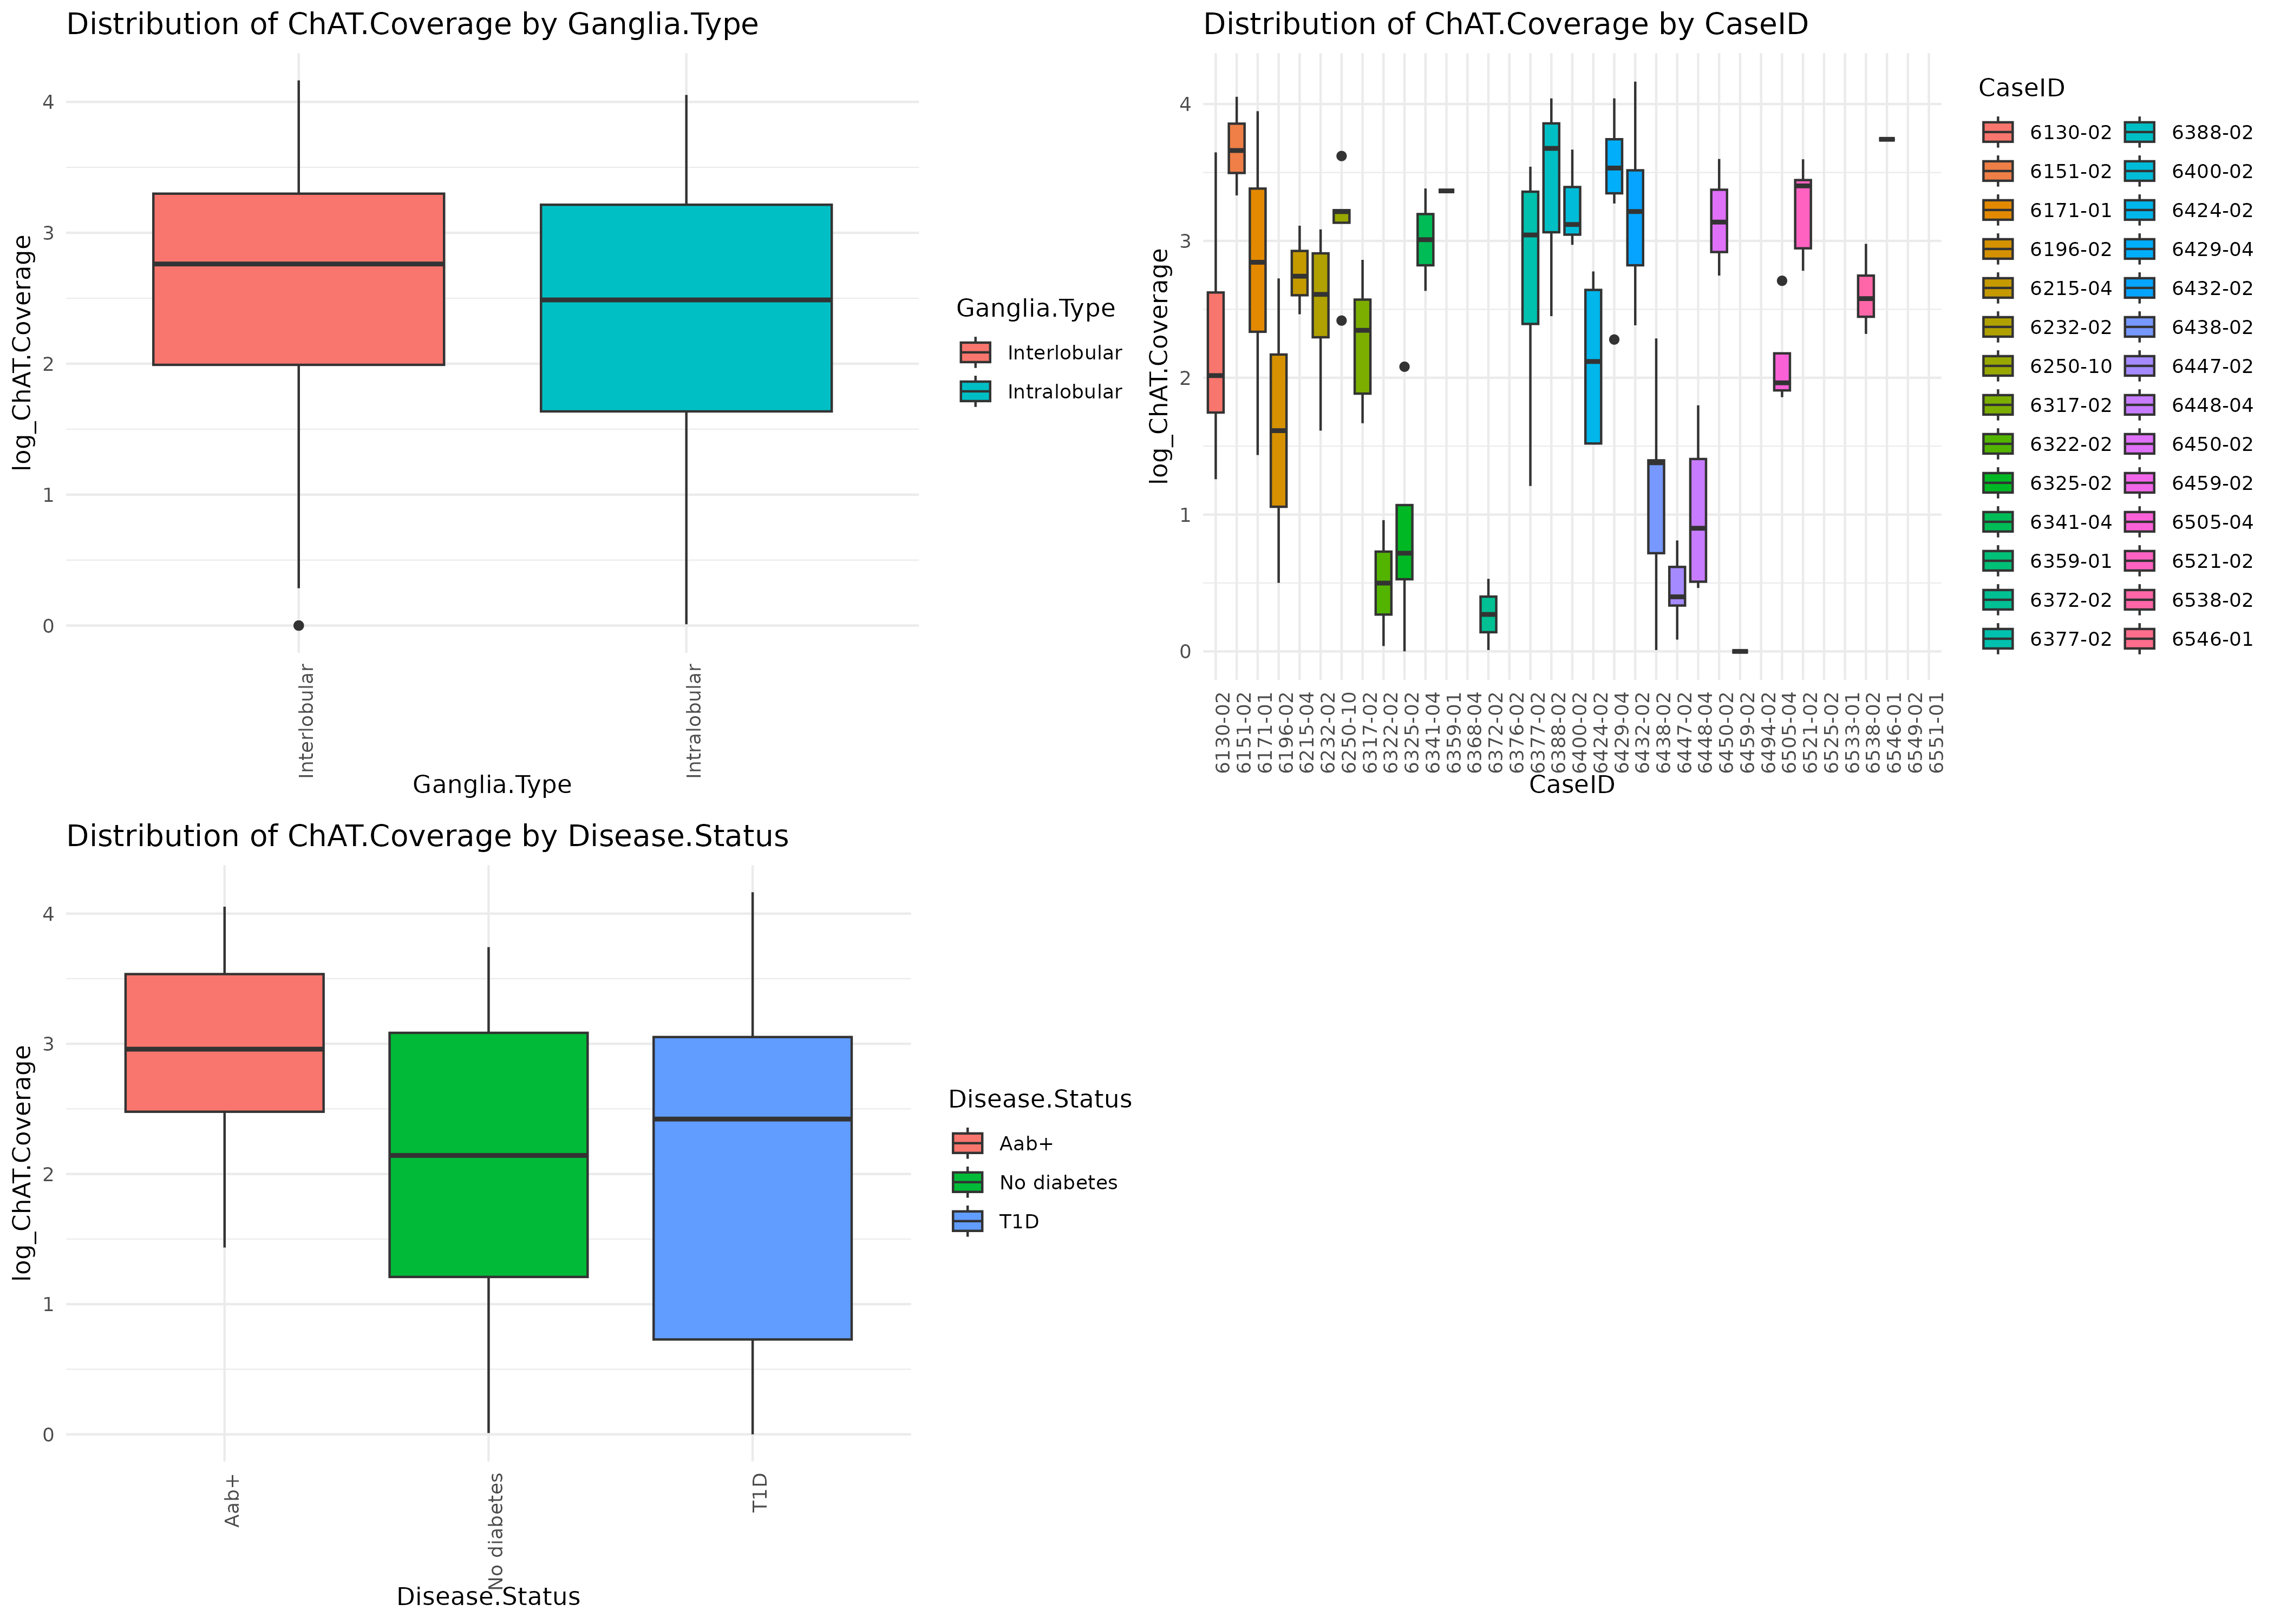 Distribution of ChAT.Coverage by Ganglia.Type
log_ChAT.Coverage
4
3
2
1
0
Interlobular
Intralobular
Ganglia.Type
Ganglia.Type
Interlobular
Intralobular
Distribution of ChAT.Coverage by CaseID
log_ChAT.Coverage
4
3
2
1
0
6130-02
6151-02
6171-01
6196-02
6215-04
6232-02
6250-10
6317-02
6322-02
6325-02
6341-04
6359-01
6368-04
6372-02
6376-02
6377-02
6388-02
6400-02
6424-02
6429-04
6432-02
6438-02
6447-02
6448-04
6450-02
6459-02
6494-02
6505-04
6521-02
6525-02
6533-01
6538-02
6546-01
6549-02
6551-01
CaseID
CaseID
6130-02 6388-02
6151-02 6400-02
6171-01 6424-02
6196-02 6429-04
6215-04 6432-02
6232-02 6438-02
6250-10 6447-02
6317-02 6448-04
6322-02 6450-02
6325-02 6459-02
6341-04 6505-04
6359-01 6521-02
6372-02 6538-02
6377-02 6546-01
Distribution of ChAT.Coverage by Disease.Status
log_ChAT.Coverage
4
3
2
1
0
Aab+
No diabetes
T1D
Disease.Status
Disease.Status
Aab+
No diabetes
T1D